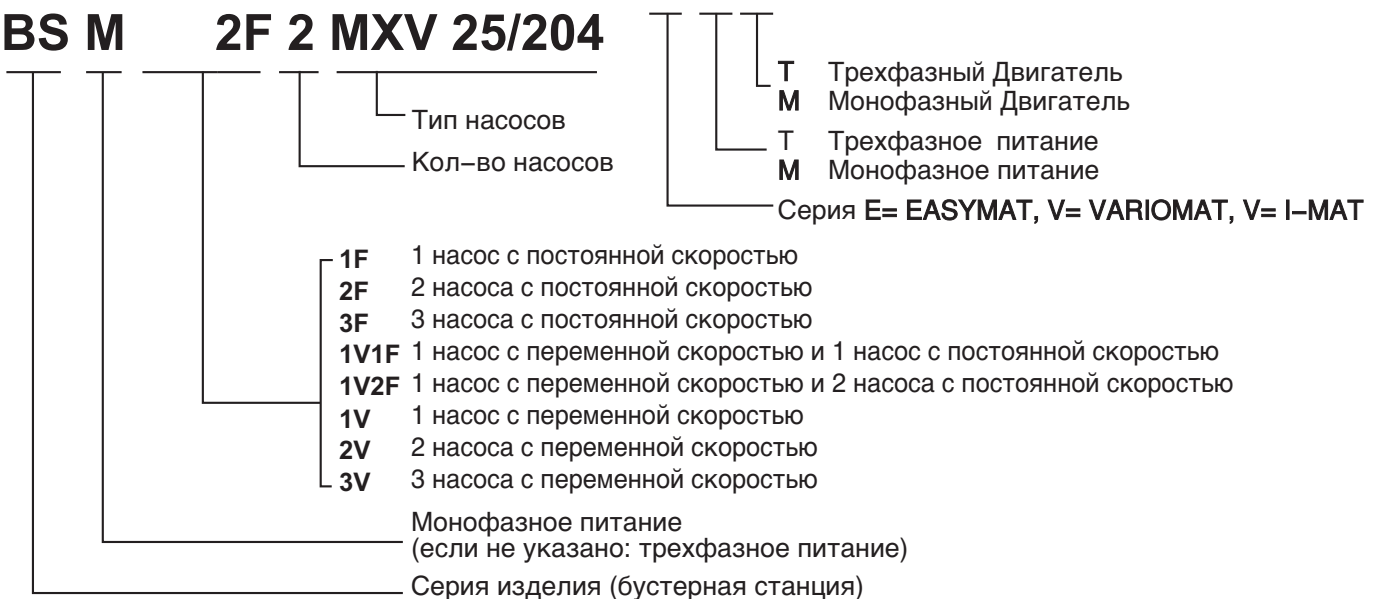 BS M 2F 2 MXV 25/204
T Трехфазный Двигатель
M Монофазный Двигатель
Тип насосов
T Трехфазное питание
Кол-во насосов
M Монофазное питание
Серия E= EASYMAT, V= VARIOMAT, V= I-MAT
1F 1 насос с постоянной скоростью
2F 2 насоса с постоянной скоростью
3F 3 насоса с постоянной скоростью
1V1F 1 насос с переменной скоростью и 1 насос с постоянной скоростью
1V2F 1 насос с переменной скоростью и 2 насоса с постоянной скоростью
1V 1 насос с переменной скоростью
2V 2 насоса с переменной скоростью
3V 3 насоса с переменной скоростью
Монофазное питание
(если не указано: трехфазное питание)
Серия изделия (бустерная станция)